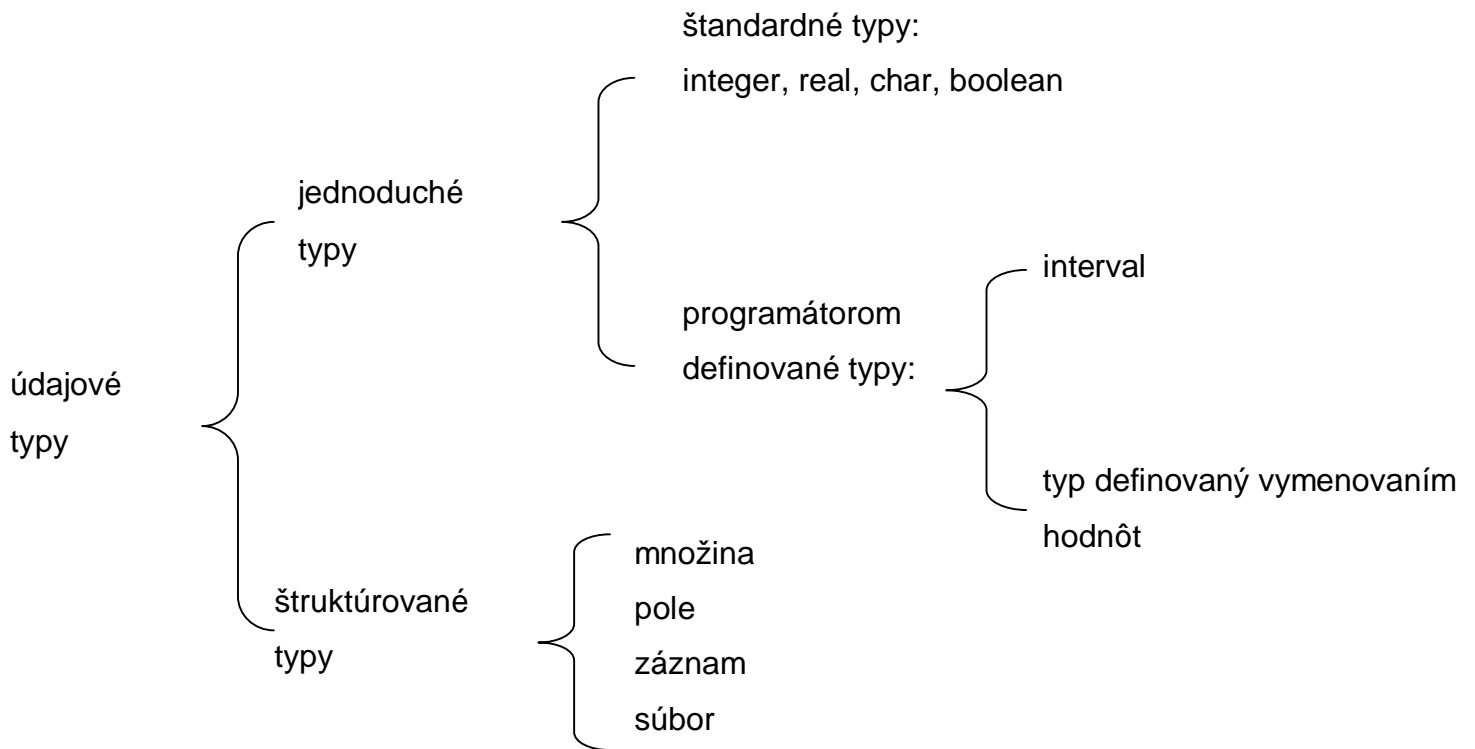 údajové
typy
jednoduché
typy
štandardné typy:
integer, real, char, boolean
programátorom
definované typy:
interval
typ definovaný vymenovaním
hodnôt
štruktúrované
typy
množina
pole
záznam
súbor